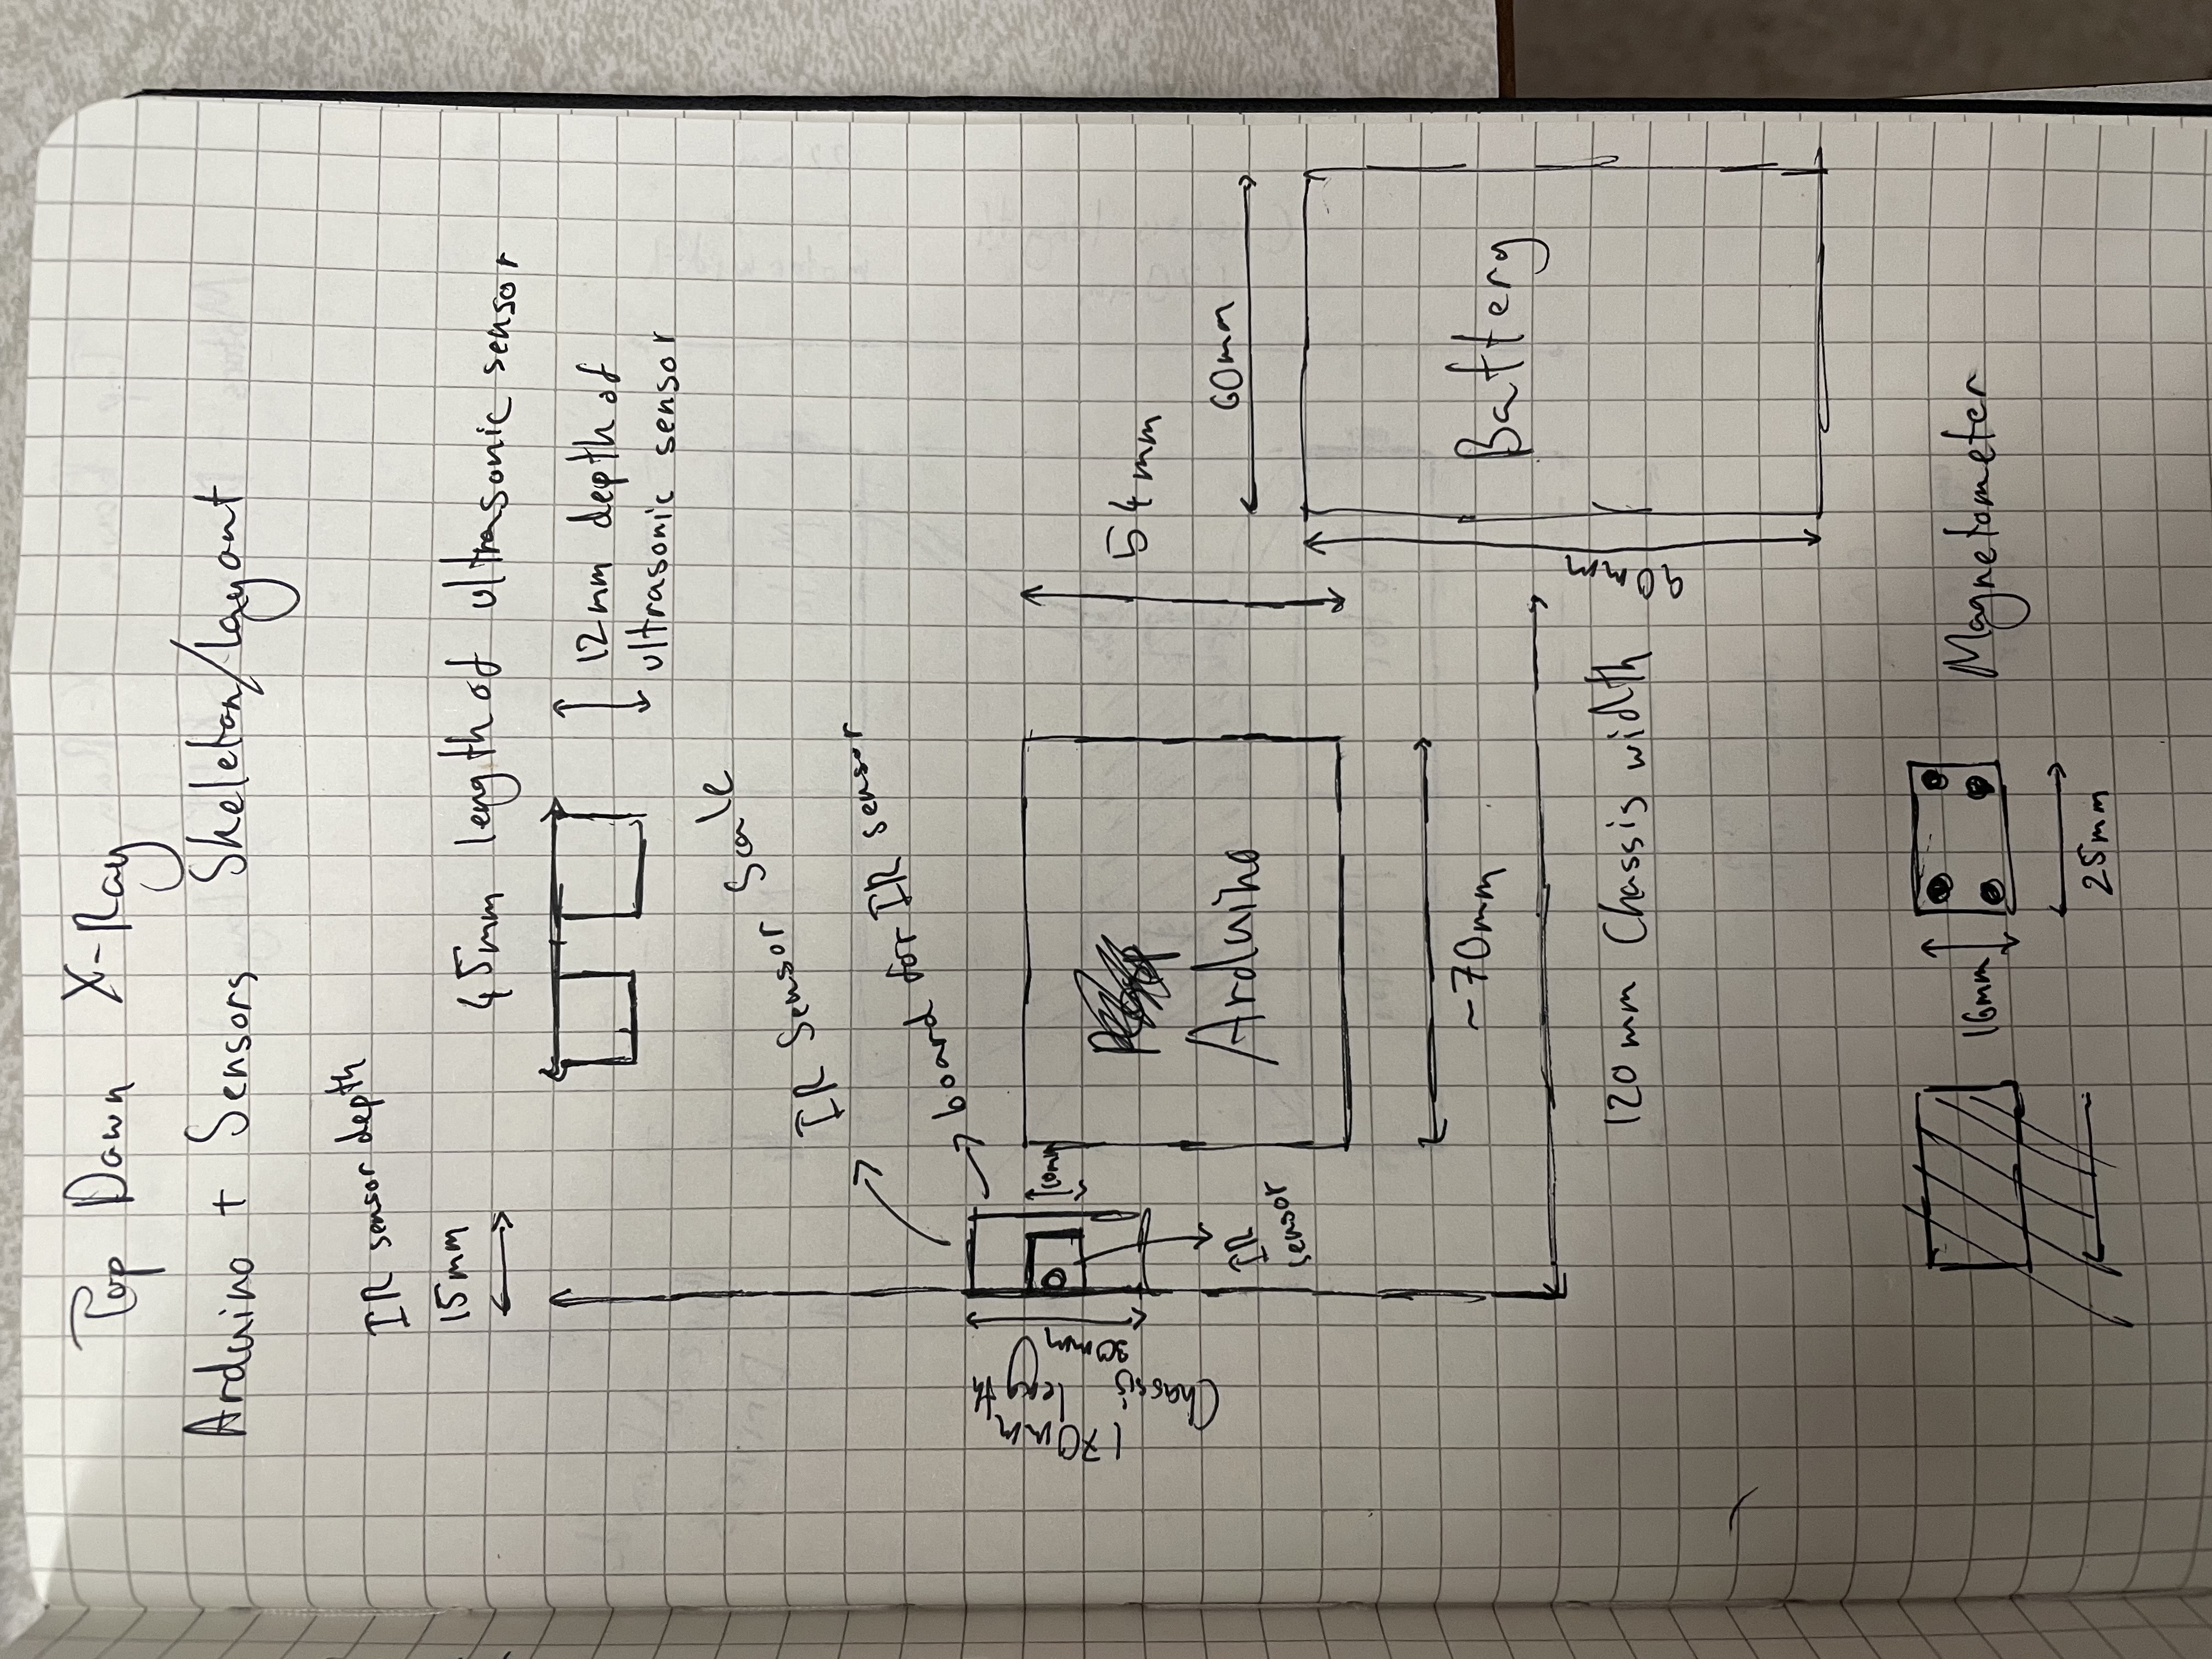 Top Down X-Ray
Arduino + Sensors Skeleton/layout
IR sensor depth
15mm
45mm length of ultrasonic sensor
12mm depth of
ultrasonic sensor
IR Sensor Scale
board for IR sensor
170mm
Chassis length
30mm
10mm
IR
sensor
Arduino
54mm
~70mm
120mm Chassis width
60mm
90mm
Battery
16mm
25mm
Magnetometer